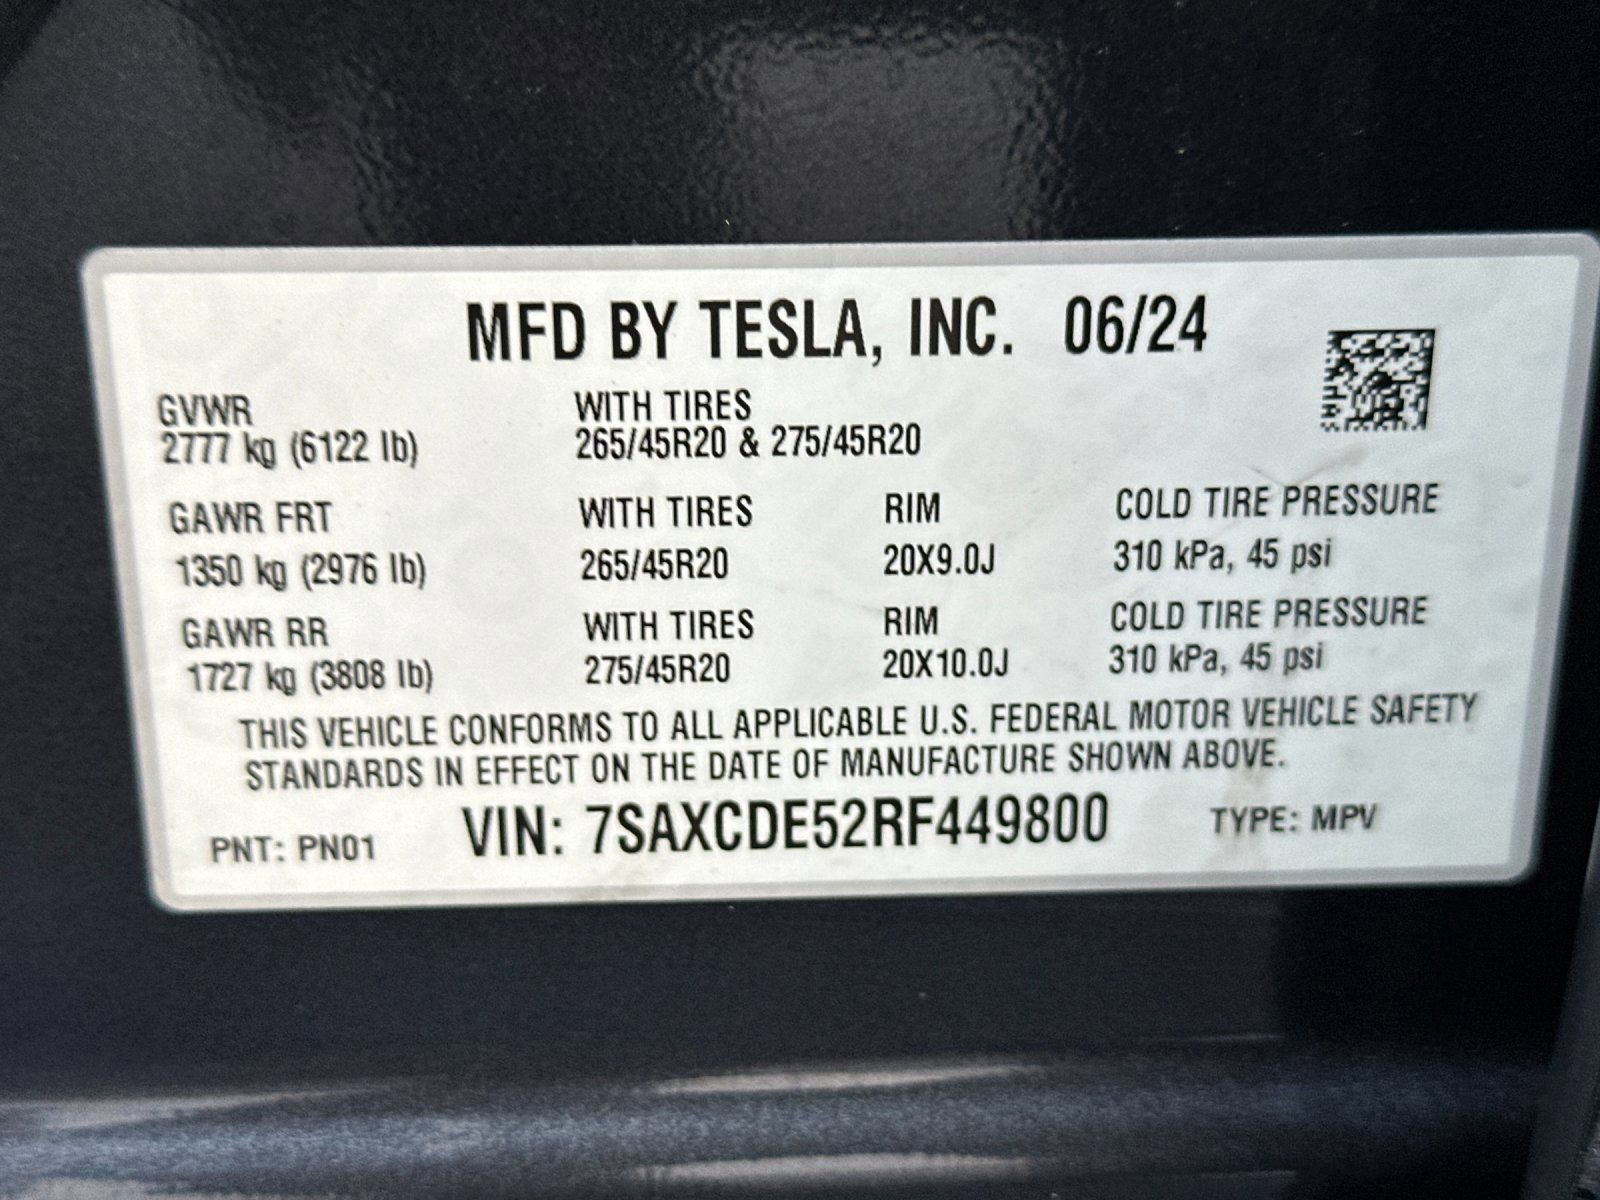 MFD BY TESLA, INC. 06/24
GVWR WITH TIRES
2777 kg (6122 lb) 265/45R20 & 275/45R20
GAWR FRT WITH TIRES RIM COLD TIRE PRESSURE
1350 kg (2976 lb) 265/45R20 20X9.0J 310 kPa, 45 psi
GAWR RR WITH TIRES RIM COLD TIRE PRESSURE
1727 kg (3808 lb) 275/45R20 20X10.0J 310 kPa, 45 psi
THIS VEHICLE CONFORMS TO ALL APPLICABLE U.S. FEDERAL MOTOR VEHICLE SAFETY
STANDARDS IN EFFECT ON THE DATE OF MANUFACTURE SHOWN ABOVE.
PNT: PN01 VIN: 7SAXCDE52RF449800 TYPE: MPV